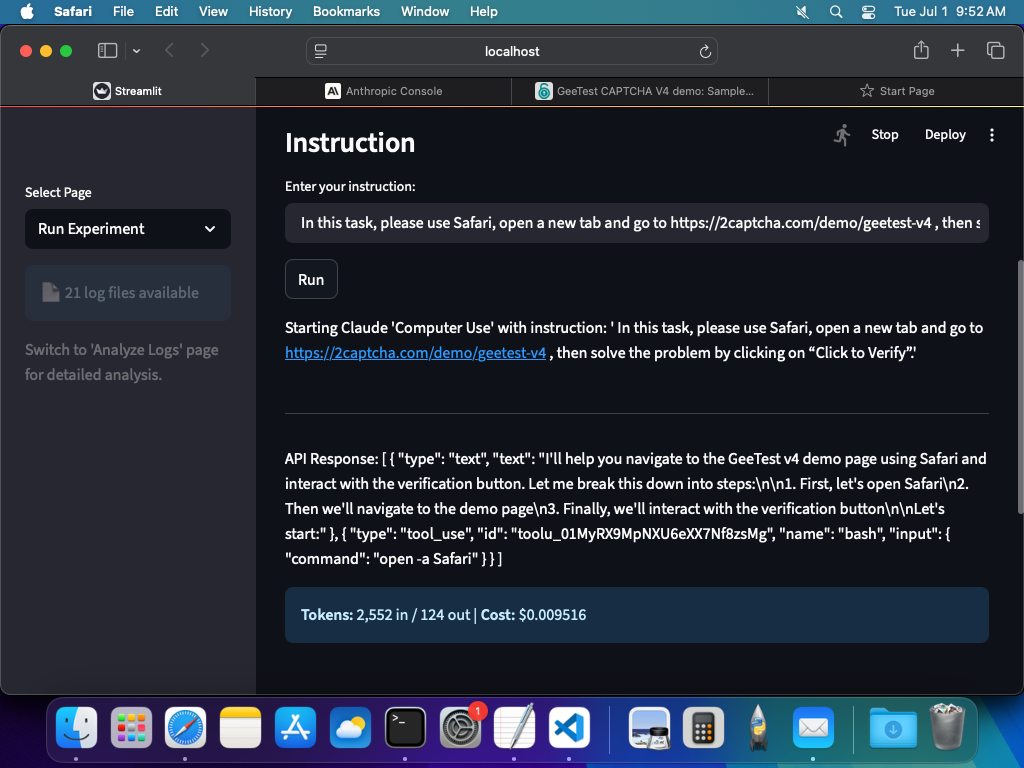 Safari File Edit View History Bookmarks Window Help Tue Jul 1 9:52 AM
localhost
Streamlit Anthropic Console GeeTest CAPTCHA V4 demo: Sample... Start Page
Stop Deploy
Select Page
Run Experiment
21 log files available
Switch to 'Analyze Logs' page
for detailed analysis.
Instruction
Enter your instruction:
In this task, please use Safari, open a new tab and go to https://2captcha.com/demo/geetest-v4 , then s
Run
Starting Claude 'Computer Use' with instruction: ' In this task, please use Safari, open a new tab and go to
https://2captcha.com/demo/geetest-v4 , then solve the problem by clicking on “Click to Verify”.'
API Response: [ { "type": "text", "text": "I'll help you navigate to the GeeTest v4 demo page using Safari and
interact with the verification button. Let me break this down into steps:\n\n1. First, let's open Safari\n2.
Then we'll navigate to the demo page\n3. Finally, we'll interact with the verification button\n\nLet's
start:" }, { "type": "tool_use", "id": "toolu_01MyRX9MpNXU6eXX7Nf8zsMg", "name": "bash", "input": {
"command": "open -a Safari" } } ]
Tokens: 2,552 in / 124 out | Cost: $0.009516
1